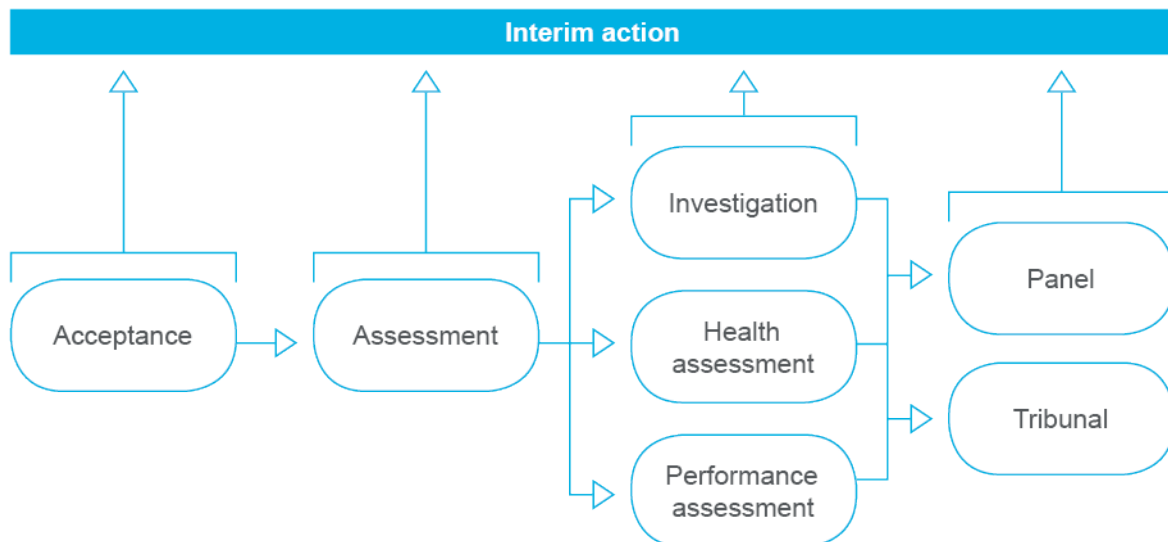 Interim action
Acceptance
Assessment
Investigation
Health
assessment
Performance
assessment
Panel
Tribunal